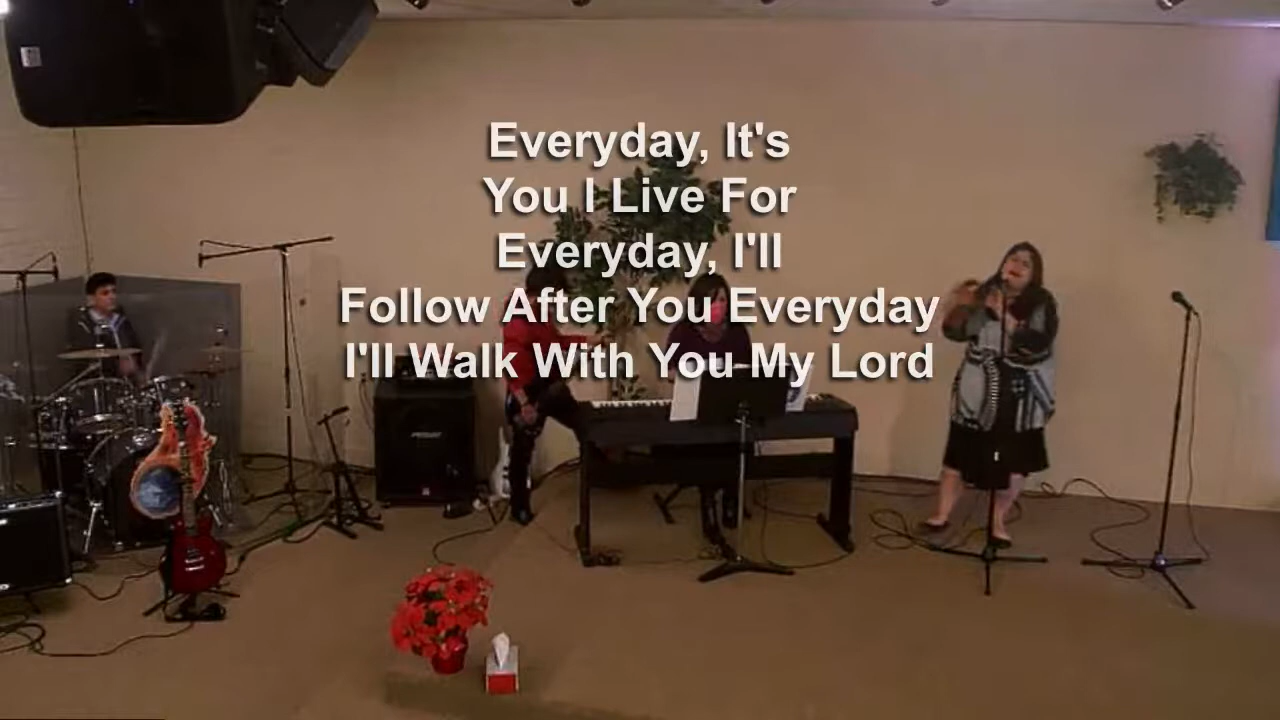 Everyday, It's
You I Live For
Everyday, I'll
Follow After You Everyday
I'll Walk With You My Lord